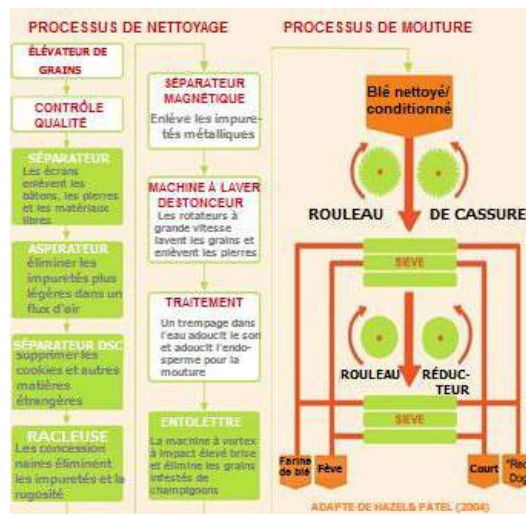 PROCESSUS DE NETTOYAGE
ÉLÉVATEUR DE
GRAINS
CONTRÔLE
QUALITÉ
SÉPARATEUR
Les écrans
enlèvent les
bâtons, les pierres
et les matériaux
libres
ASPIRATEUR
éliminer les
impuretés plus
légères dans un
flux d'air
SÉPARATEUR DSC
supprimer les
cookies et autres
matières
étrangères
RACLEUSE
Les concession
naires éliminent
les impuretés et la
rugosité
SÉPARATEUR
MAGNÉTIQUE
Enlève les impure-
tés métalliques
MACHINE À LAVER
DESTONCEUR
Les rotateurs à
grande vitesse
lavent les grains et
enlèvent les pierres
TRAITEMENT
Un trempage dans
l'eau adoucit le son
et adoucit l'endo-
sperme pour la
mouture
ENTOLETTRE
La machine à vortex
à impact élevé brise
et élimine les grains
infestés de
champignons
PROCESSUS DE MOUTURE
Blé nettoyé/
conditionné
ROULEAU DE CASSURE
SIEVE
ROULEAU RÉDUC-
TEUR
SIEVE
Farine
de blé
Fève
Court
"Red
Dog
ADAPTE DE HAZEL& PATEL (2004)